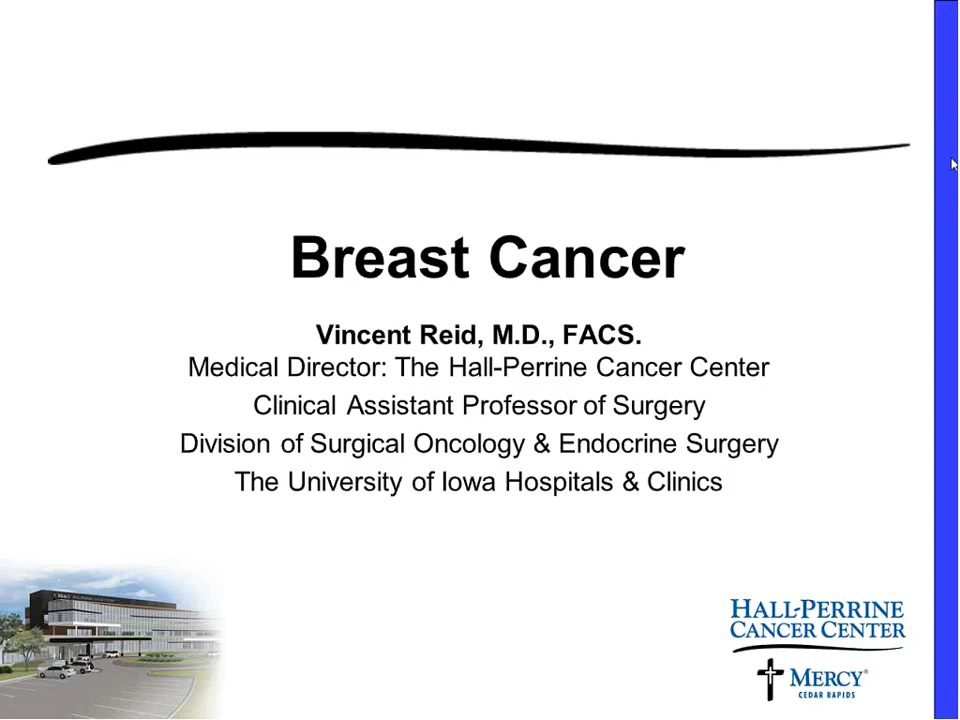 Breast Cancer
Vincent Reid, M.D., FACS.
Medical Director: The Hall-Perrine Cancer Center
Clinical Assistant Professor of Surgery
Division of Surgical Oncology & Endocrine Surgery
The University of Iowa Hospitals & Clinics
HALL-PERRINE
CANCER CENTER
MERCY®
CEDAR RAPIDS